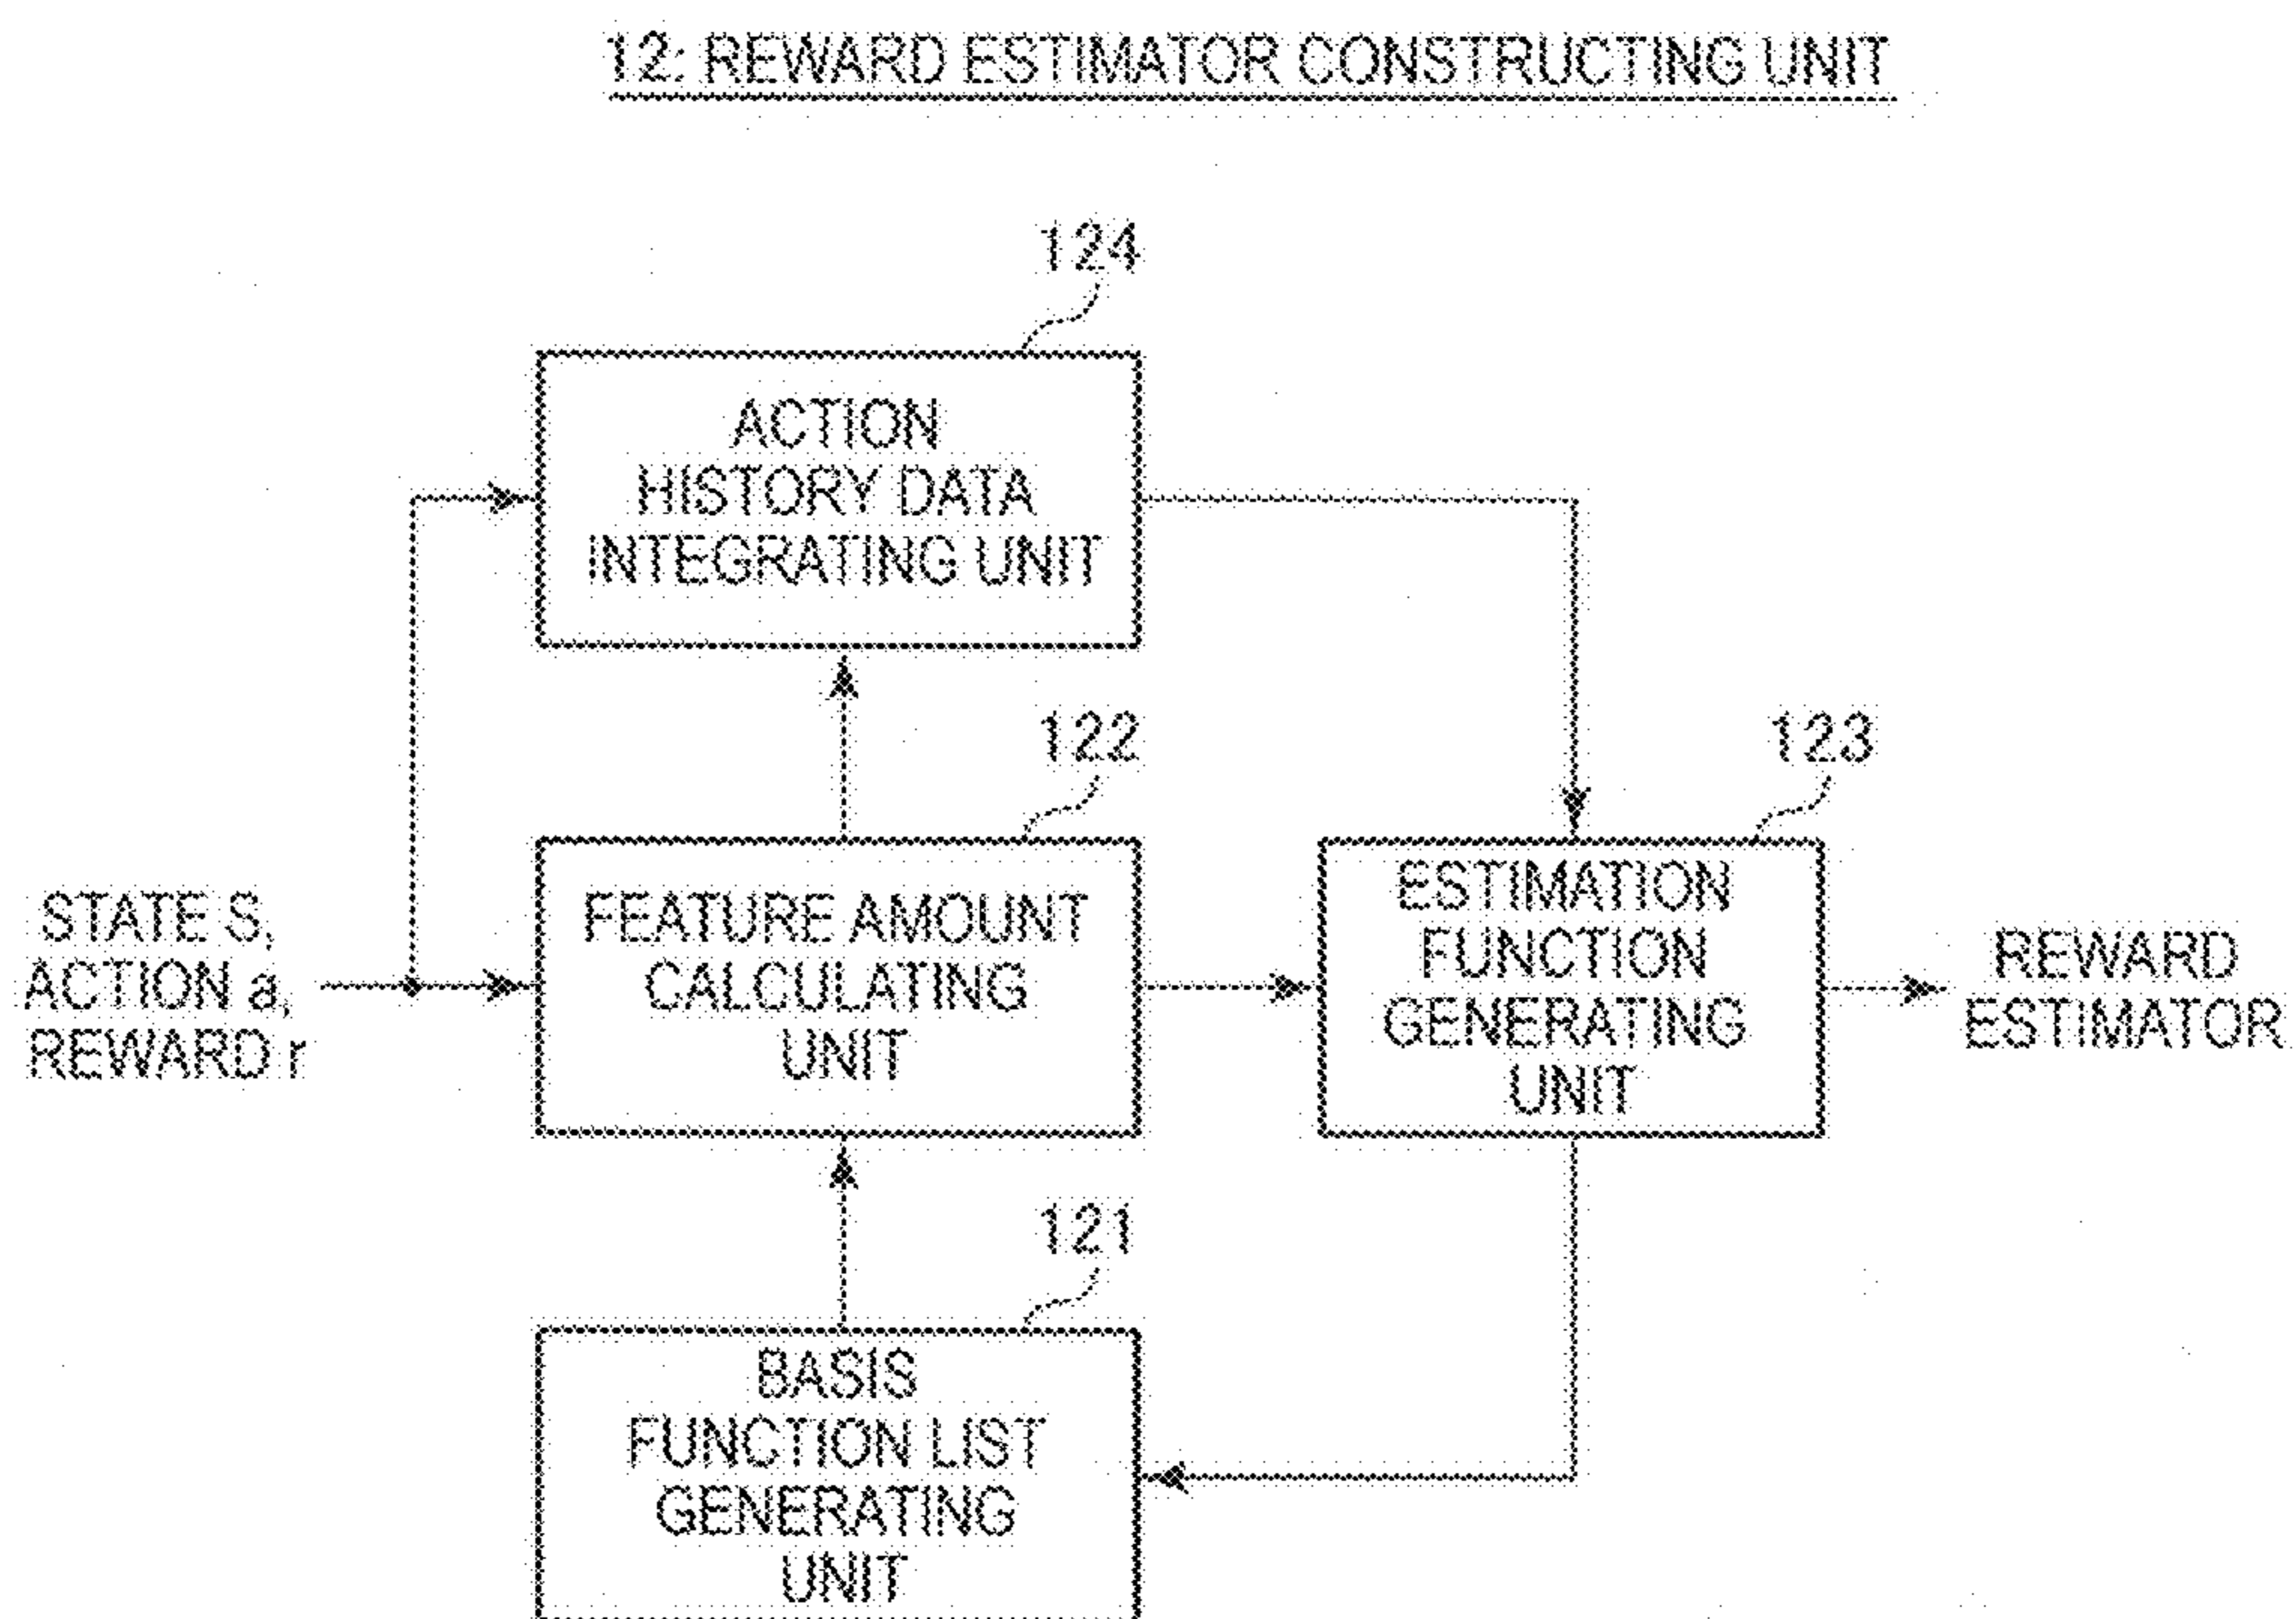 12: REWARD ESTIMATOR CONSTRUCTING UNIT
124
ACTION
HISTORY DATA
INTEGRATING UNIT
122
123
STATE S,
ACTION a,
REWARD r
FEATURE AMOUNT
CALCULATING
UNIT
ESTIMATION
FUNCTION
GENERATING
UNIT
REWARD
ESTIMATOR
121
BASIS
FUNCTION LIST
GENERATING
UNIT